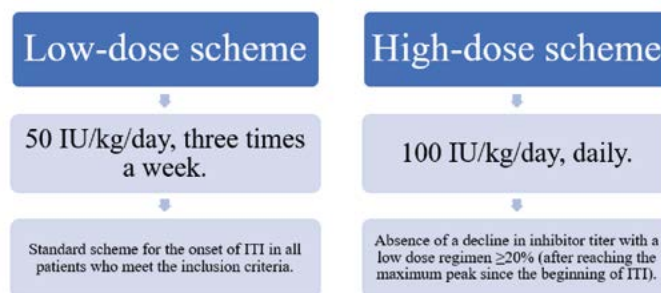 Low-dose scheme
50 IU/kg/day, three times
a week.
Standard scheme for the onset of ITI in all
patients who meet the inclusion criteria.
High-dose scheme
100 IU/kg/day, daily.
Absence of a decline in inhibitor titer with a
low dose regimen ≥20% (after reaching the
maximum peak since the beginning of ITI).